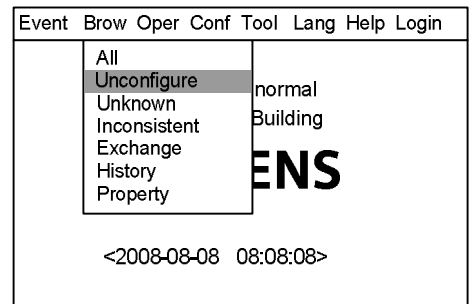 Event Brow Oper Conf Tool Lang Help Login
All
Unconfigure
Unknown
Inconsistent
Exchange
History
Property
normal
Building
ENS
<2008-08-08 08:08:08>